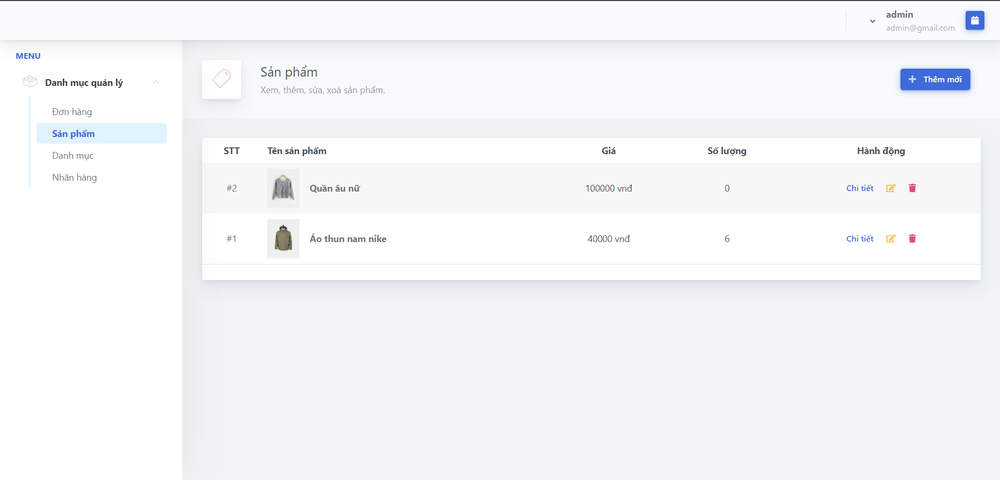 admin
admin@gmail.com
MENU
Danh mục quản lý
Đơn hàng
Sản phẩm
Danh mục
Nhãn hàng
Sản phẩm
Xem, thêm, sửa, xoá sản phẩm.
Thêm mới
STT Tên sản phẩm Giá Số lượng Hành động
#2 Quần âu nữ 100000 vnđ 0 Chi tiết
#1 Áo thun nam nike 40000 vnđ 6 Chi tiết